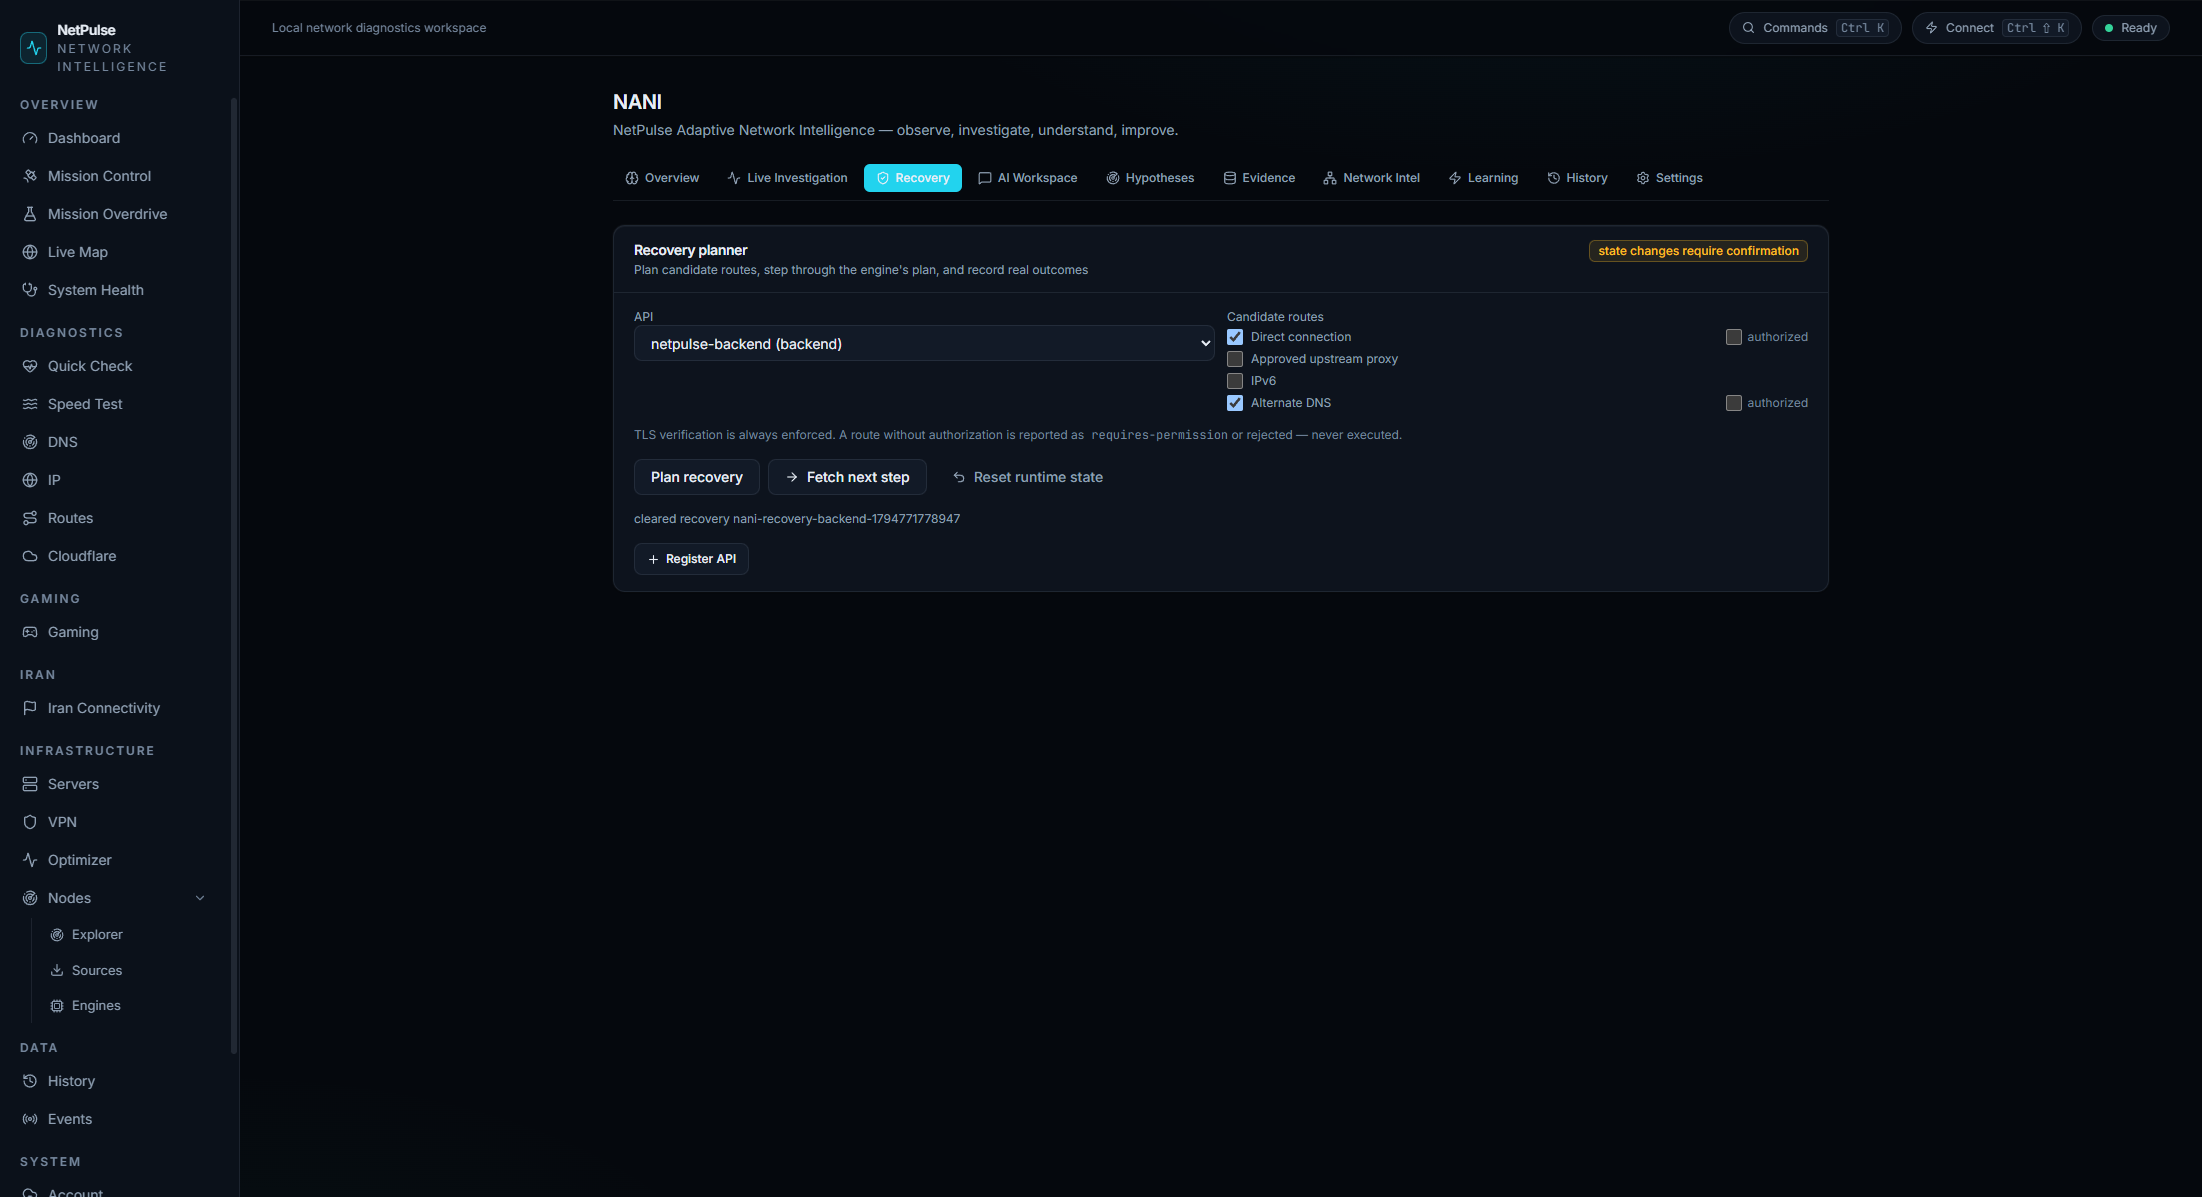 NetPulse
NETWORK
INTELLIGENCE
OVERVIEW
Dashboard
Mission Control
Mission Overdrive
Live Map
System Health
DIAGNOSTICS
Quick Check
Speed Test
DNS
IP
Routes
Cloudflare
GAMING
Gaming
IRAN
Iran Connectivity
INFRASTRUCTURE
Servers
VPN
Optimizer
Nodes
Explorer
Sources
Engines
DATA
History
Events
SYSTEM
Account
Local network diagnostics workspace
Commands Ctrl K
Connect Ctrl ⇧ K
Ready
NANI
NetPulse Adaptive Network Intelligence — observe, investigate, understand, improve.
Overview Live Investigation Recovery AI Workspace Hypotheses Evidence Network Intel Learning History Settings
Recovery planner
state changes require confirmation
Plan candidate routes, step through the engine's plan, and record real outcomes
API
netpulse-backend (backend)
Candidate routes
Direct connection authorized
Approved upstream proxy
IPv6
Alternate DNS authorized
TLS verification is always enforced. A route without authorization is reported as requires-permission or rejected — never executed.
Plan recovery → Fetch next step Reset runtime state
cleared recovery nani-recovery-backend-1794771778947
+ Register API